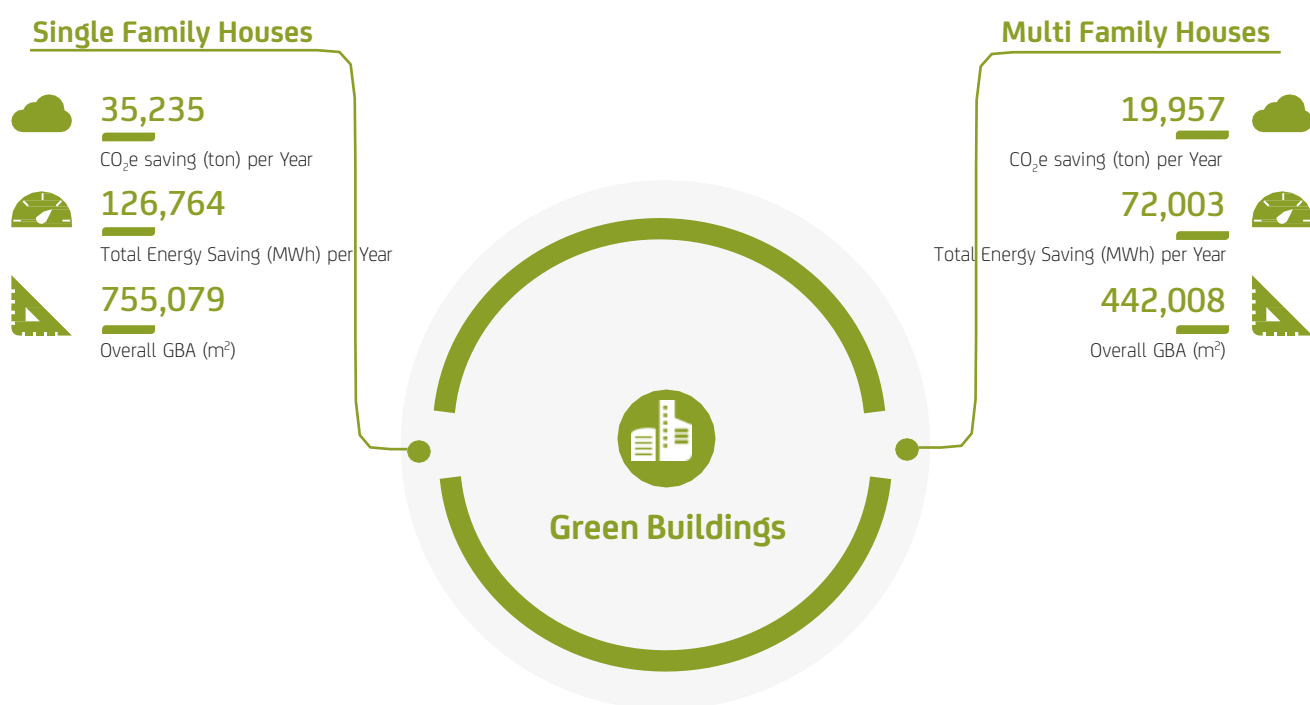 Single Family Houses
35,235
CO₂e saving (ton) per Year
126,764
Total Energy Saving (MWh) per Year
755,079
Overall GBA (m²)
Multi Family Houses
19,957
CO₂e saving (ton) per Year
72,003
Total Energy Saving (MWh) per Year
442,008
Overall GBA (m²)
Green Buildings